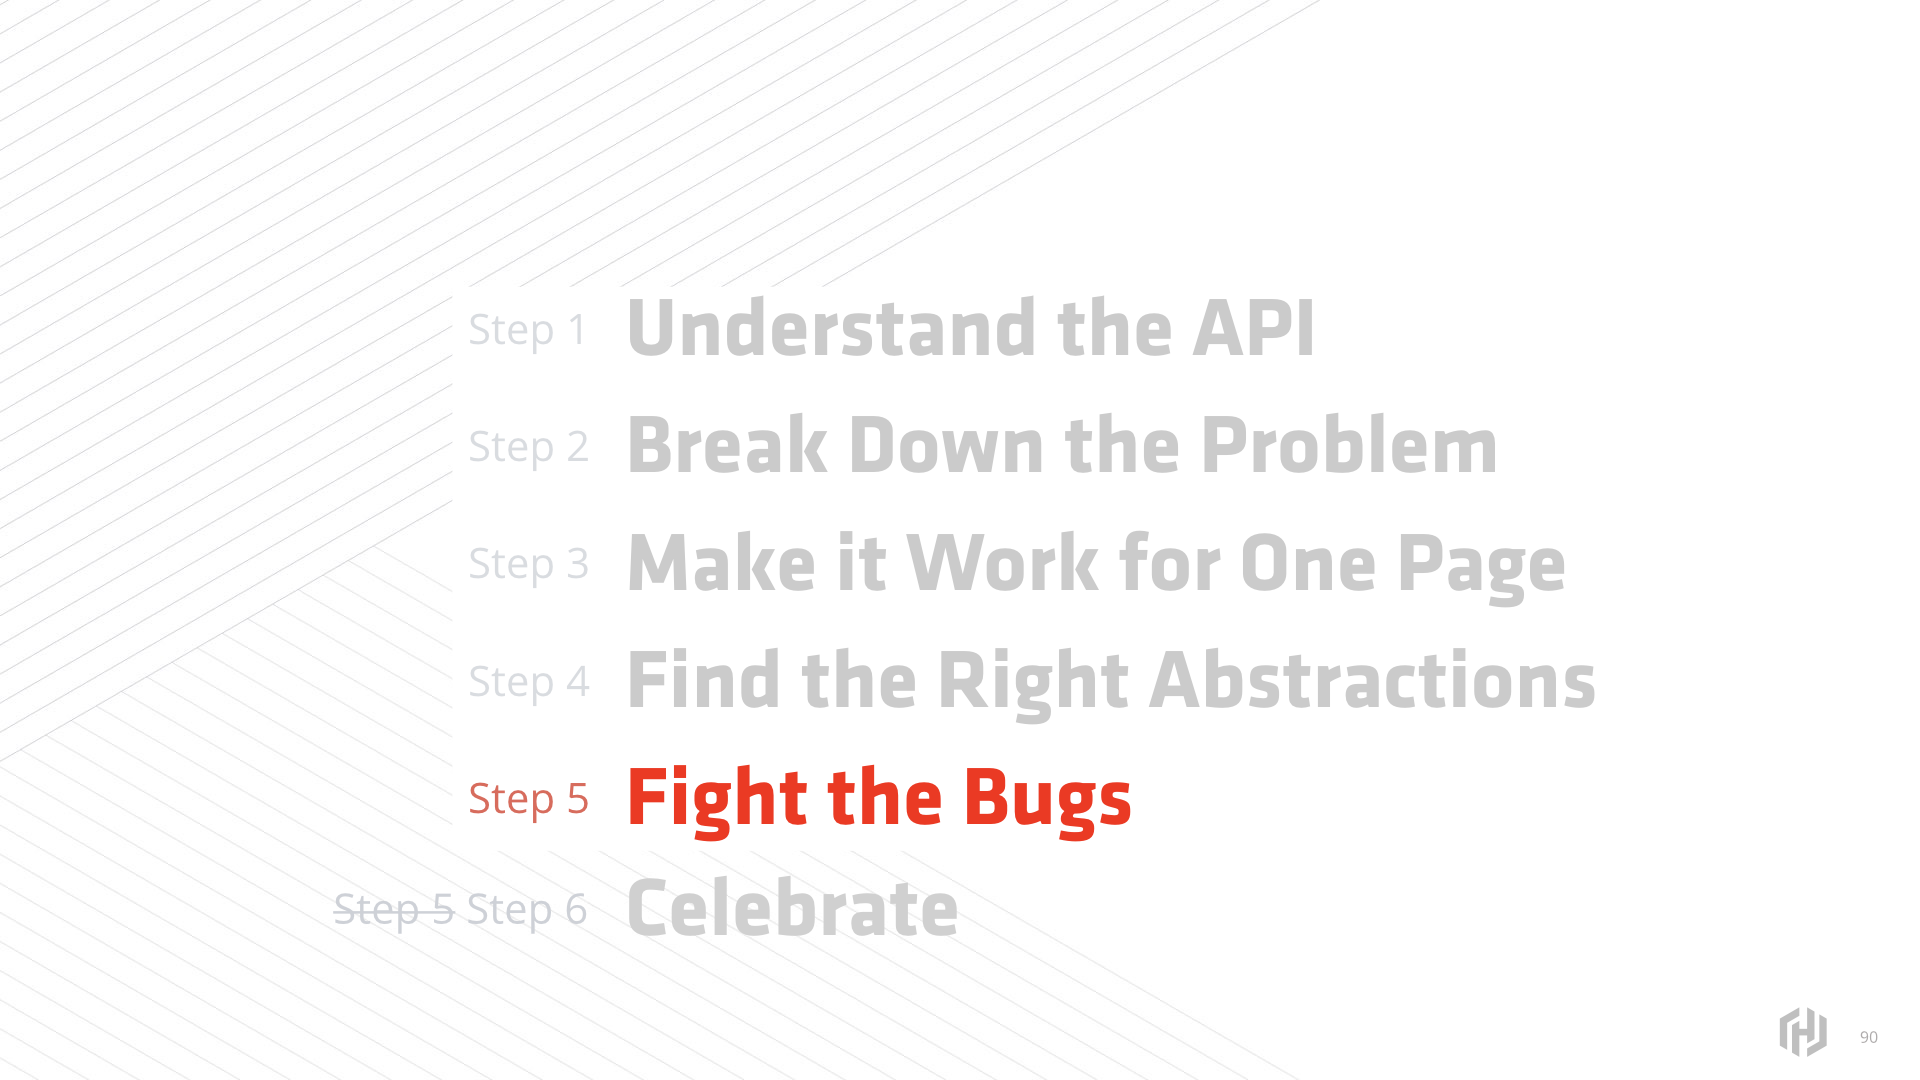 Step 1 Understand the API
Step 2 Break Down the Problem
Step 3 Make it Work for One Page
Step 4 Find the Right Abstractions
Step 5 Fight the Bugs
Step 5 Step 6 Celebrate
90